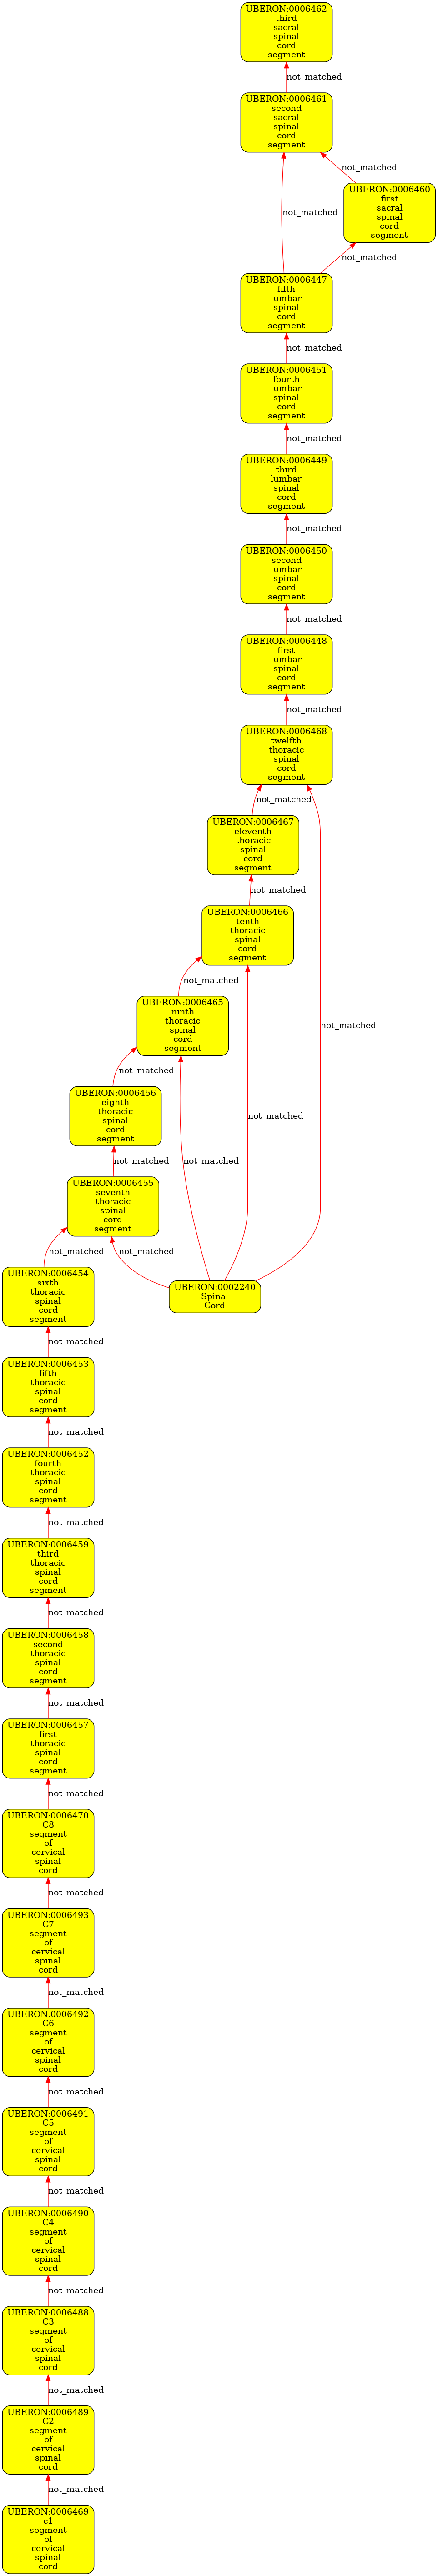 UBERON:0006462
third
sacral
spinal
cord
segment
not_matched
UBERON:0006461
second
sacral
spinal
cord
segment
not_matched
UBERON:0006460
first
sacral
spinal
cord
segment
not_matched
not_matched
UBERON:0006447
fifth
lumbar
spinal
cord
segment
not_matched
UBERON:0006451
fourth
lumbar
spinal
cord
segment
not_matched
UBERON:0006449
third
lumbar
spinal
cord
segment
not_matched
UBERON:0006450
second
lumbar
spinal
cord
segment
not_matched
UBERON:0006448
first
lumbar
spinal
cord
segment
not_matched
UBERON:0006468
twelfth
thoracic
spinal
cord
segment
not_matched
UBERON:0006467
eleventh
thoracic
spinal
cord
segment
not_matched
UBERON:0006466
tenth
thoracic
spinal
cord
segment
not_matched
UBERON:0006465
ninth
thoracic
spinal
cord
segment
not_matched
not_matched
UBERON:0006456
eighth
thoracic
spinal
cord
segment
not_matched
not_matched
not_matched
UBERON:0006455
seventh
thoracic
spinal
cord
segment
not_matched
not_matched
UBERON:0006454
sixth
thoracic
spinal
cord
segment
UBERON:0002240
Spinal
Cord
not_matched
UBERON:0006453
fifth
thoracic
spinal
cord
segment
not_matched
UBERON:0006452
fourth
thoracic
spinal
cord
segment
not_matched
UBERON:0006459
third
thoracic
spinal
cord
segment
not_matched
UBERON:0006458
second
thoracic
spinal
cord
segment
not_matched
UBERON:0006457
first
thoracic
spinal
cord
segment
not_matched
UBERON:0006470
C8
segment
of
cervical
spinal
cord
not_matched
UBERON:0006493
C7
segment
of
cervical
spinal
cord
not_matched
UBERON:0006492
C6
segment
of
cervical
spinal
cord
not_matched
UBERON:0006491
C5
segment
of
cervical
spinal
cord
not_matched
UBERON:0006490
C4
segment
of
cervical
spinal
cord
not_matched
UBERON:0006488
C3
segment
of
cervical
spinal
cord
not_matched
UBERON:0006489
C2
segment
of
cervical
spinal
cord
not_matched
UBERON:0006469
c1
segment
of
cervical
spinal
cord